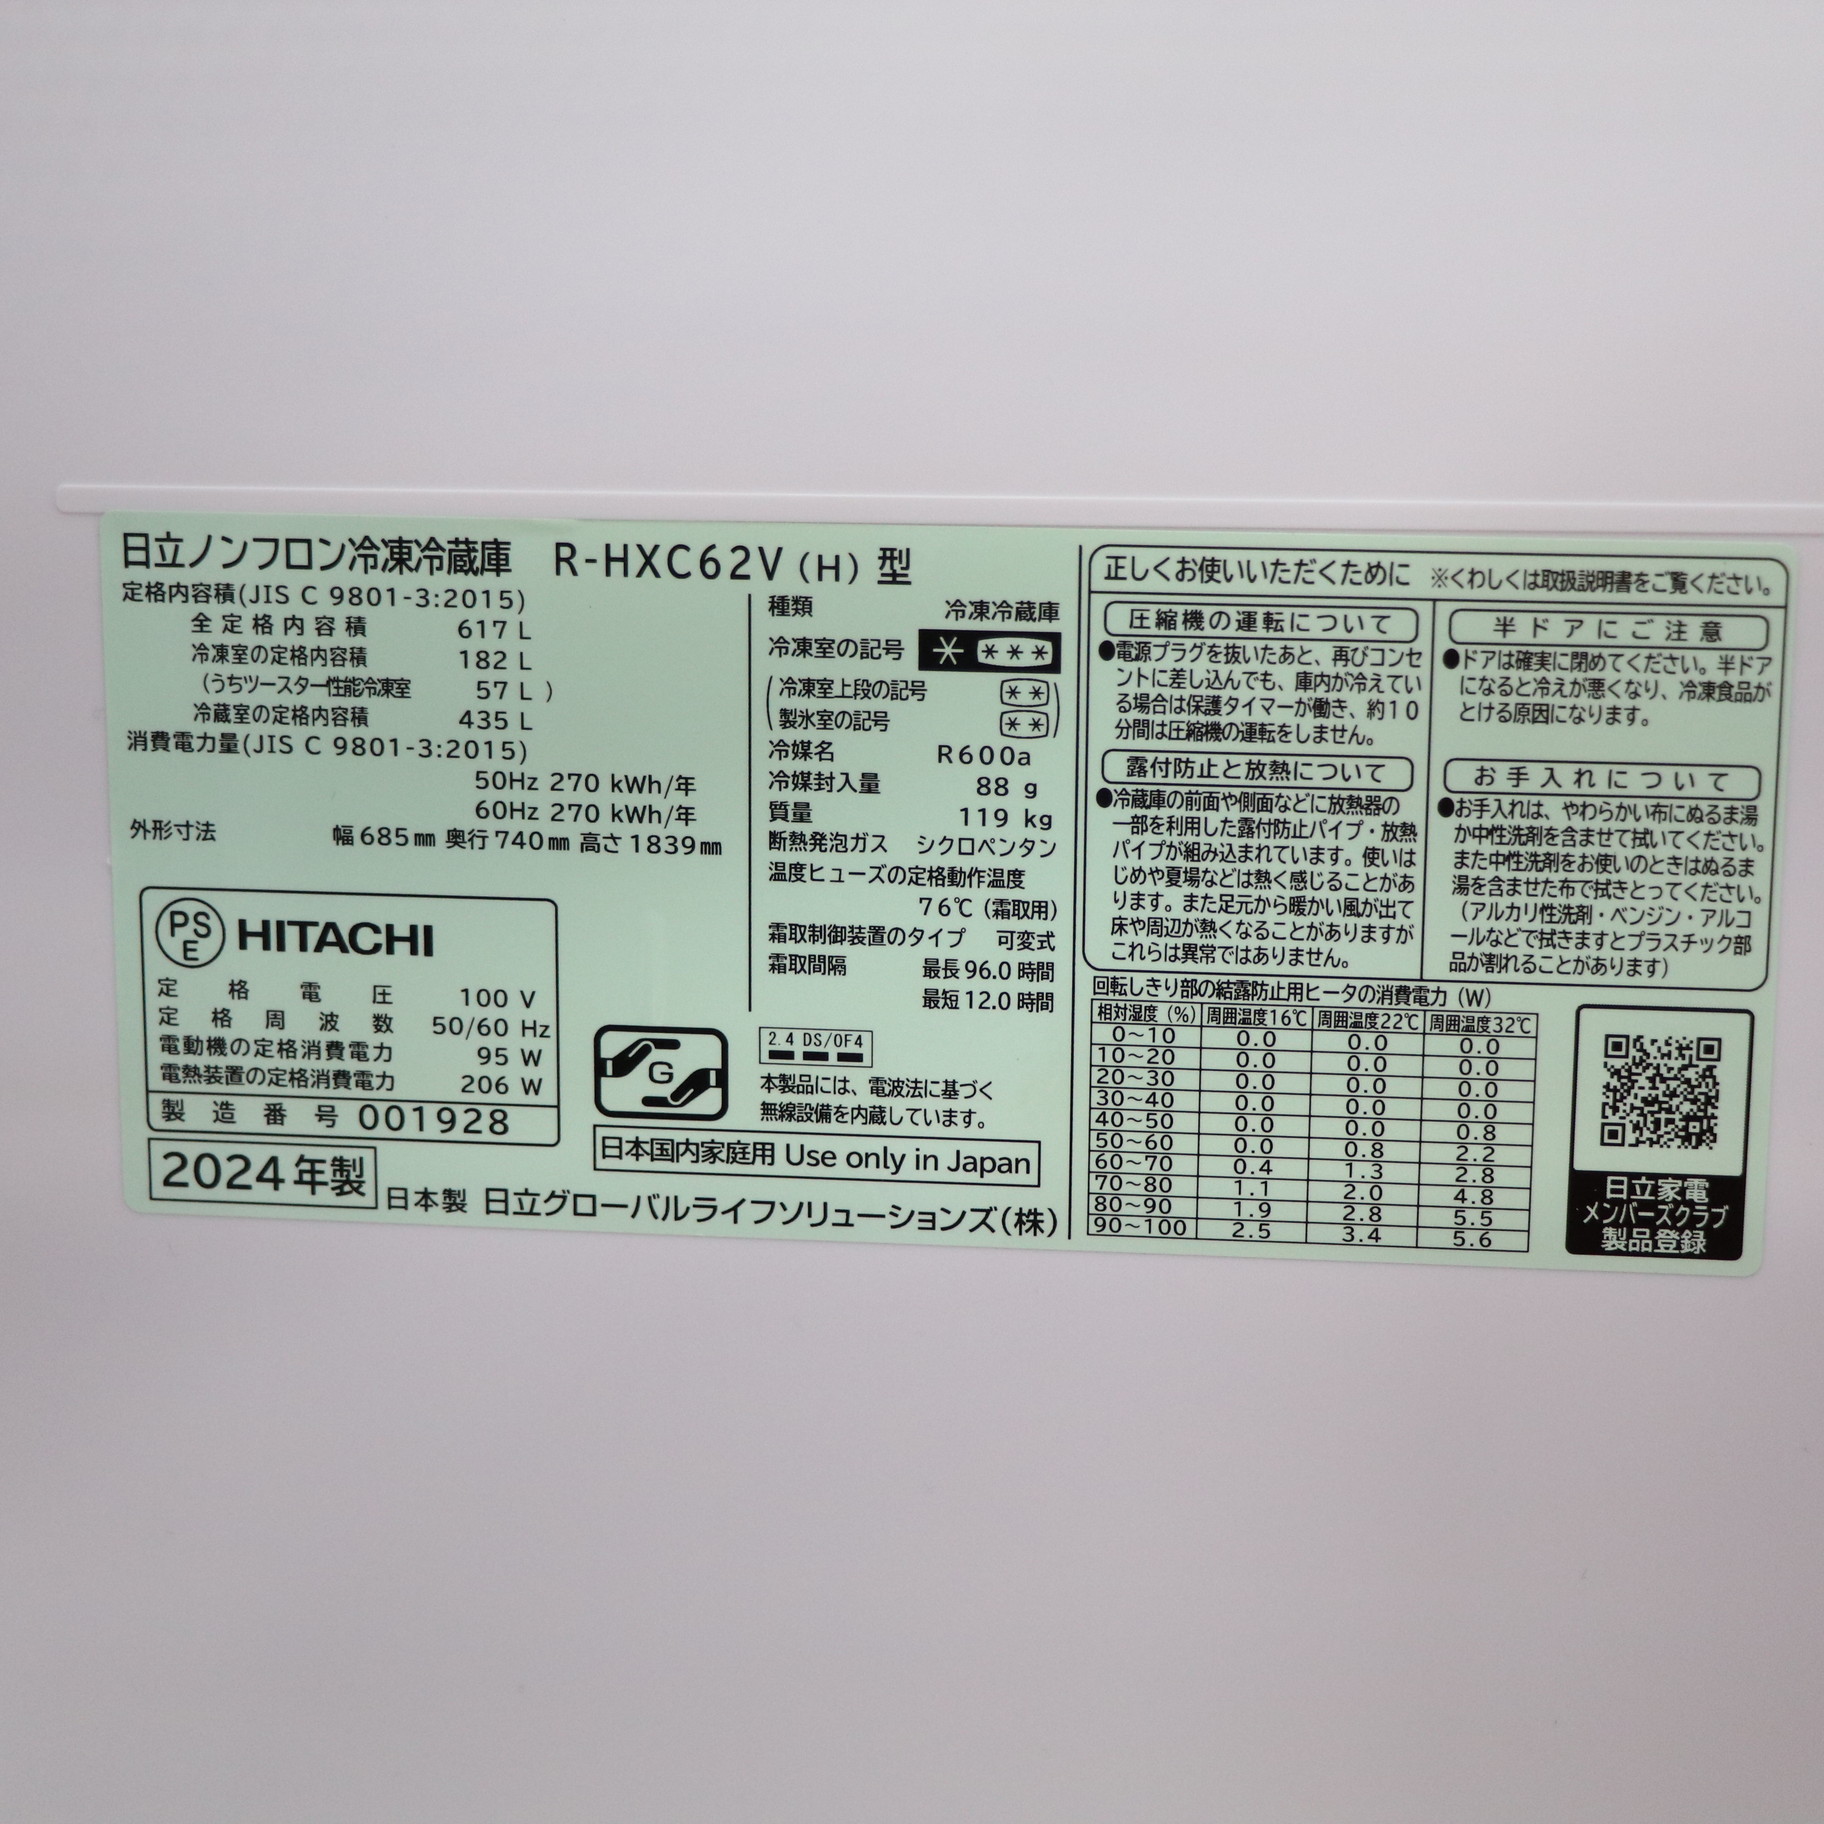 日立ノンフロン冷凍冷蔵庫 R-HXC62V (H) 型
定格内容積(JIS C 9801-3:2015)
全定格内容積 617 L
冷凍室の定格内容積 182 L
(うちツースター性能冷凍室 57 L )
冷蔵室の定格内容積 435 L
消費電力量(JIS C 9801-3:2015)
50Hz 270 kWh/年
60Hz 270 kWh/年
外形寸法 幅685mm 奥行740mm 高さ1839mm
PS
E
HITACHI
定格電圧 100 V
定格周波数 50/60 Hz
電動機の定格消費電力 95 W
電熱装置の定格消費電力 206 W
製造番号 001928
2024年製
日本製 日立グローバルライフソリューションズ(株)
種類 冷凍冷蔵庫
冷凍室の記号 * ***
(冷凍室上段の記号 **
製氷室の記号 **)
冷媒名 R600a
冷媒封入量 88 g
質量 119 kg
断熱発泡ガス シクロペンタン
温度ヒューズの定格動作温度
76℃ (霜取用)
霜取制御装置のタイプ 可変式
霜取間隔 最長 96.0 時間
最短 12.0 時間
G
2.4 DS/OF4
本製品には、電波法に基づく
無線設備を内蔵しています。
日本国内家庭用 Use only in Japan
正しくお使いいただくために ※くわしくは取扱説明書をご覧ください。
圧縮機の運転について
●電源プラグを抜いたあと、再びコンセ
ントに差し込んでも、庫内が冷えてい
る場合は保護タイマーが働き、約10
分間は圧縮機の運転をしません。
露付防止と放熱について
●冷蔵庫の前面や側面などに放熱器の
一部を利用した露付防止パイプ・放熱
パイプが組み込まれています。使いは
じめや夏場などは熱く感じることがあ
ります。また足元から暖かい風が出て
床や周辺が熱くなることがありますが
これらは異常ではありません。
半ドアにご注意
●ドアは確実に閉めてください。半ドア
になると冷えが悪くなり、冷凍食品が
とける原因になります。
お手入れについて
●お手入れは、やわらかい布にぬるま湯
か中性洗剤を含ませて拭いてください。
また中性洗剤をお使いのときはぬるま
湯を含ませた布で拭きとってください。
(アルカリ性洗剤・ベンジン・アルコ
ールなどで拭きますとプラスチック部
品が割れることがあります)
回転しきり部の結露防止用ヒータの消費電力 (W)
相対湿度 (%) 周囲温度16℃ 周囲温度22℃ 周囲温度32℃
0~10 0.0 0.0 0.0
10~20 0.0 0.0 0.0
20~30 0.0 0.0 0.0
30~40 0.0 0.0 0.0
40~50 0.0 0.0 0.8
50~60 0.0 0.8 2.2
60~70 0.4 1.3 2.8
70~80 1.1 2.0 4.8
80~90 1.9 2.8 5.5
90~100 2.5 3.4 5.6
日立家電
メンバーズクラブ
製品登録